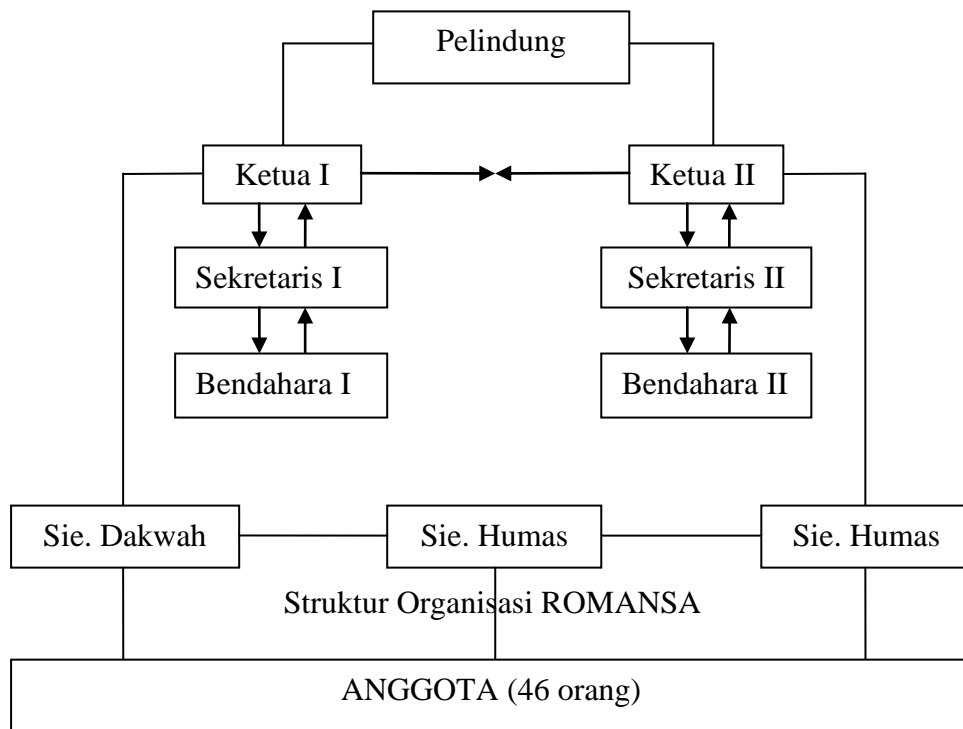 Pelindung
Ketua I
Ketua II
Sekretaris I
Sekretaris II
Bendahara I
Bendahara II
Sie. Dakwah
Sie. Humas
Sie. Humas
Struktur Organisasi ROMANSA
ANGGOTA (46 orang)